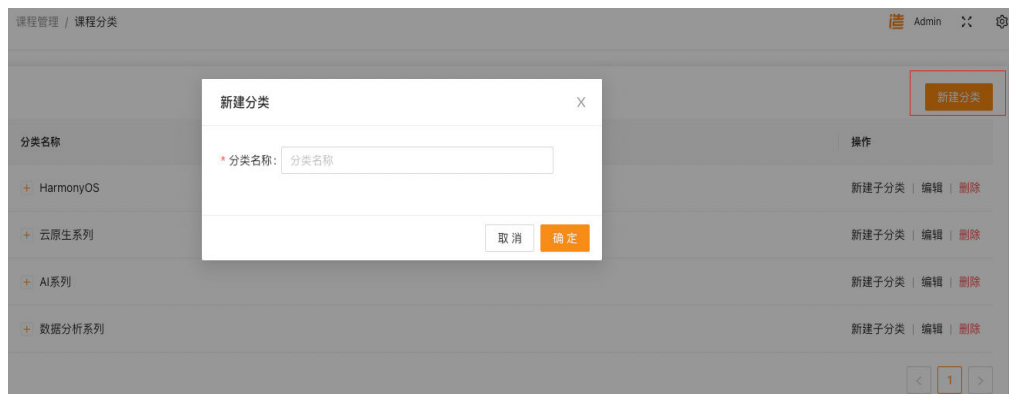 课程管理 / 课程分类
Admin
新建分类
新建分类 X
分类名称 操作
* 分类名称: 分类名称
+ HarmonyOS 新建子分类 | 编辑 | 删除
取 消 确 定
+ 云原生系列 新建子分类 | 编辑 | 删除
+ AI系列 新建子分类 | 编辑 | 删除
+ 数据分析系列 新建子分类 | 编辑 | 删除
< 1 >